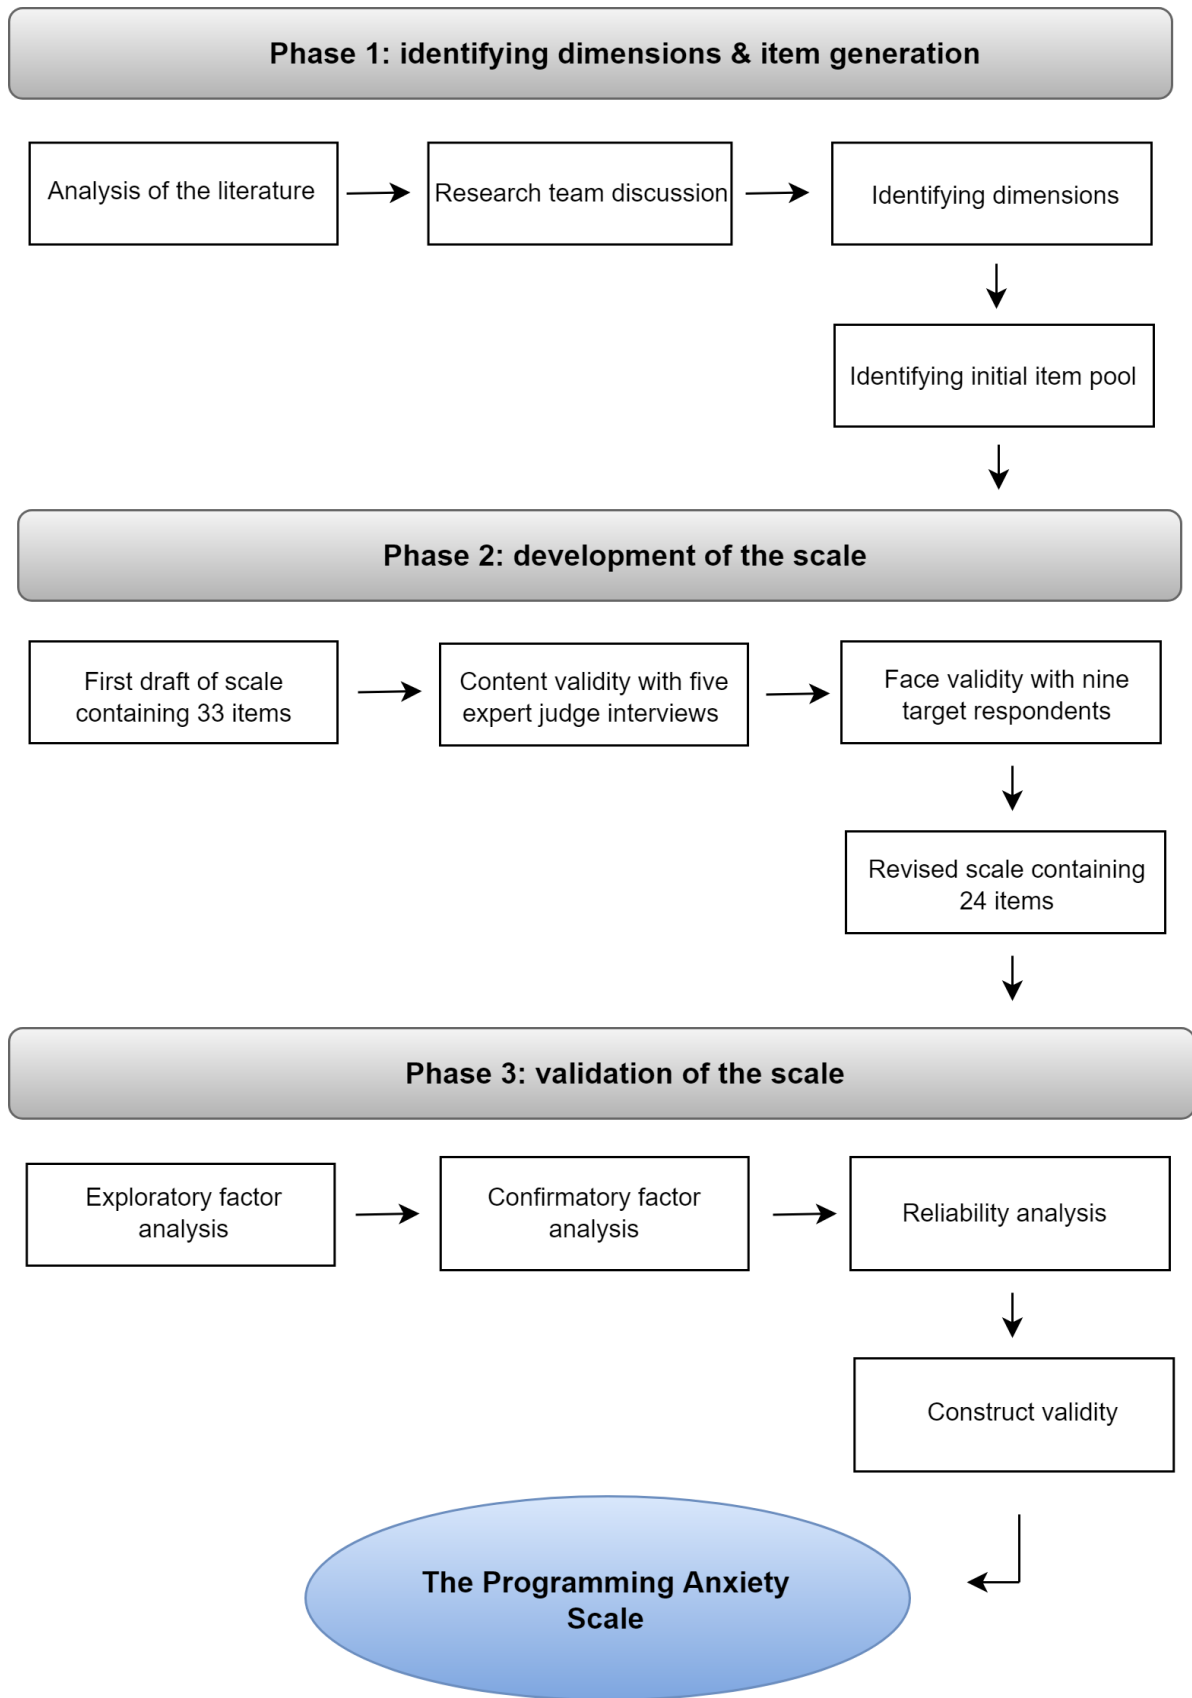 Phase 1: identifying dimensions & item generation
Analysis of the literature
Research team discussion
Identifying dimensions
Identifying initial item pool
Phase 2: development of the scale
First draft of scale
containing 33 items
Content validity with five
expert judge interviews
Face validity with nine
target respondents
Revised scale containing
24 items
Phase 3: validation of the scale
Exploratory factor
analysis
Confirmatory factor
analysis
Reliability analysis
Construct validity
The Programming Anxiety
Scale